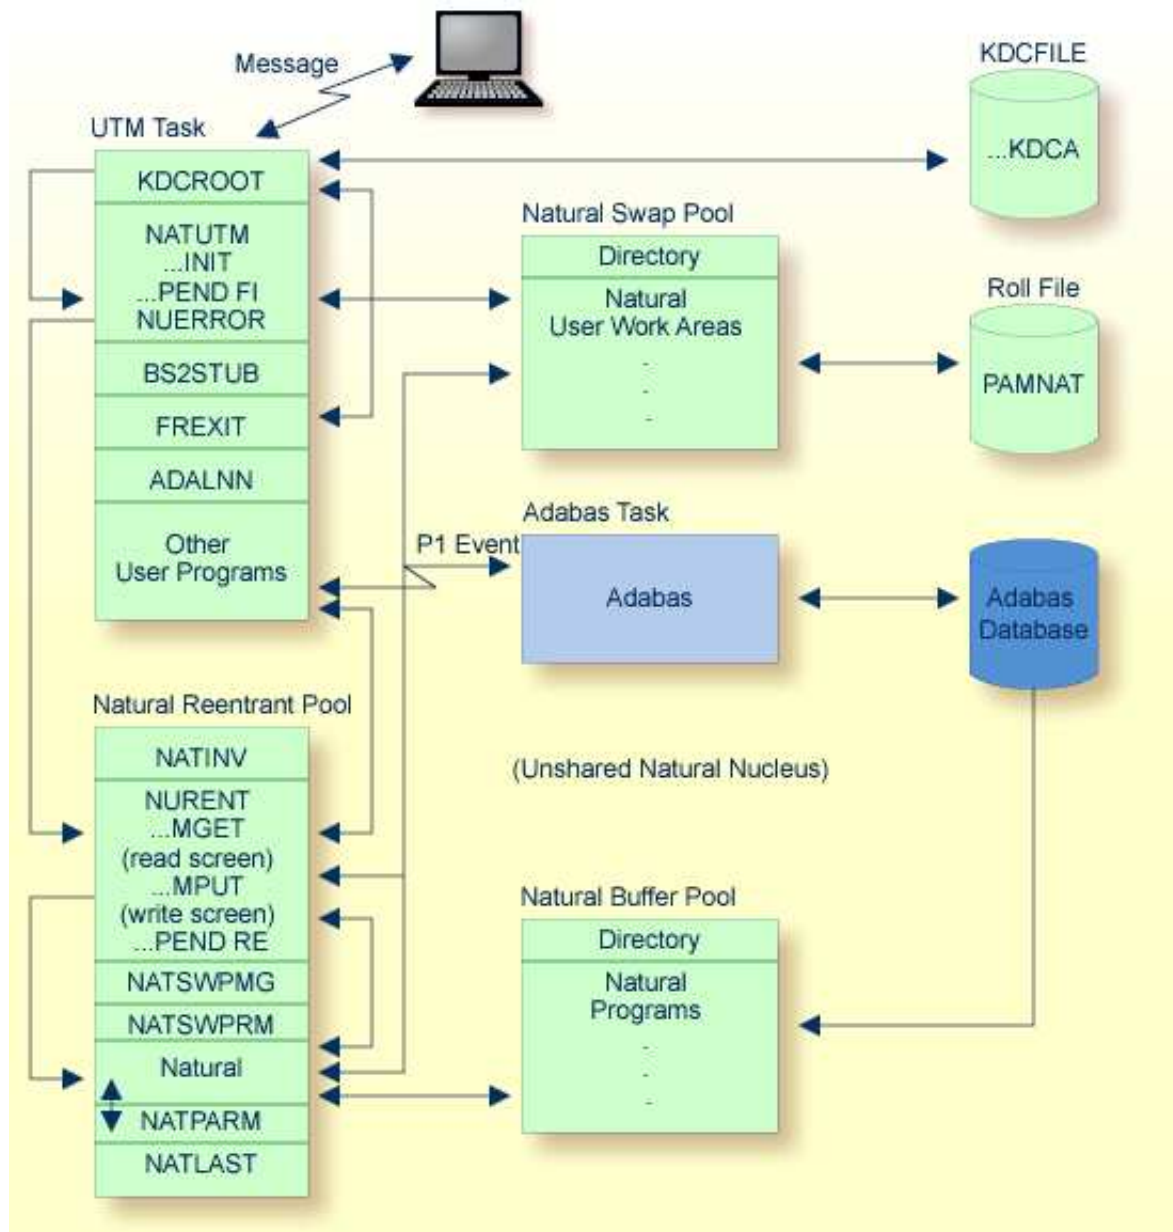 Message
KDCFILE
...KDCA
UTM Task
KDCROOT
NATUTM
...INIT
...PEND FI
NUERROR
BS2STUB
FREXIT
ADALNN
Other
User Programs
Natural Swap Pool
Directory
Natural
User Work Areas
.
.
.
Roll File
PAMNAT
P1 Event
Adabas Task
Adabas
Adabas
Database
Natural Reentrant Pool
NATINV
NURENT
...MGET
(read screen)
...MPUT
(write screen)
...PEND RE
NATSWPMG
NATSWPRM
Natural
NATPARM
NATLAST
(Unshared Natural Nucleus)
Natural Buffer Pool
Directory
Natural
Programs
.
.
.